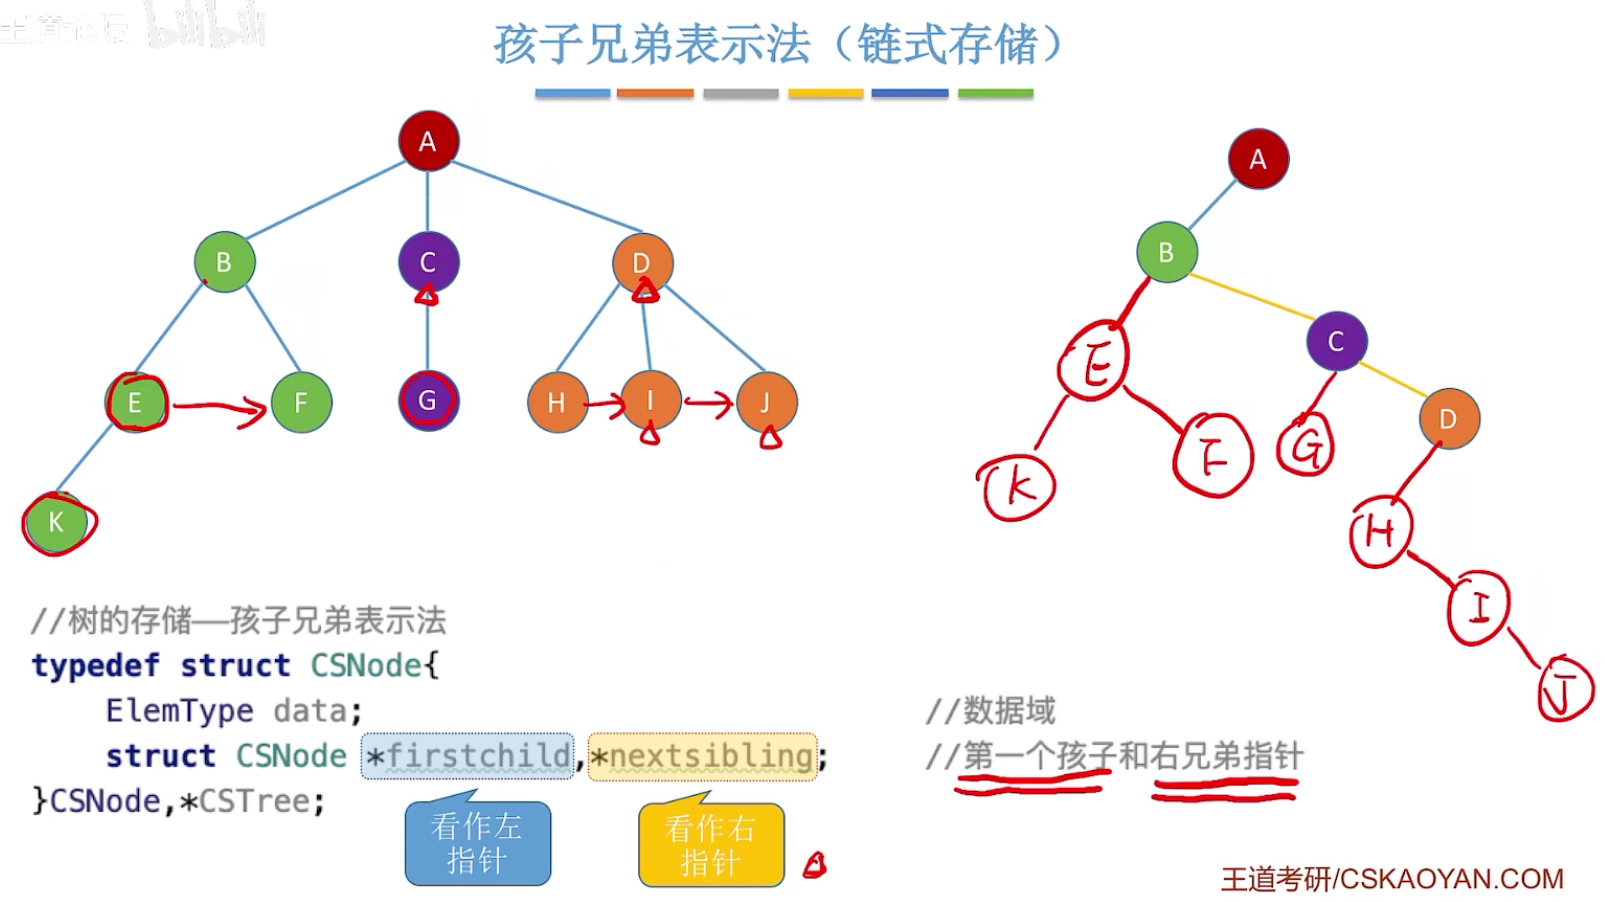 王道论坛 bilibili
孩子兄弟表示法（链式存储）
A
B C D
E F G H I J
K
A
B
C
E
D
K F G
H
I
J
//树的存储——孩子兄弟表示法
typedef struct CSNode{
ElemType data; //数据域
struct CSNode *firstchild,*nextsibling; //第一个孩子和右兄弟指针
}CSNode,*CSTree;
看作左
指针
看作右
指针
王道考研/CSKAOYAN.COM